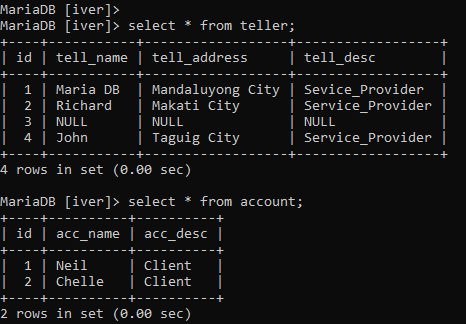 MariaDB [iver]>
MariaDB [iver]> select * from teller;
+----+-----------+------------------+------------------+
| id | tell_name | tell_address     | tell_desc        |
+----+-----------+------------------+------------------+
|  1 | Maria DB  | Mandaluyong City | Sevice_Provider  |
|  2 | Richard   | Makati City      | Service_Provider |
|  3 | NULL      | NULL             | NULL             |
|  4 | John      | Taguig City      | Service_Provider |
+----+-----------+------------------+------------------+
4 rows in set (0.00 sec)

MariaDB [iver]> select * from account;
+----+----------+----------+
| id | acc_name | acc_desc |
+----+----------+----------+
|  1 | Neil     | Client   |
|  2 | Chelle   | Client   |
+----+----------+----------+
2 rows in set (0.00 sec)